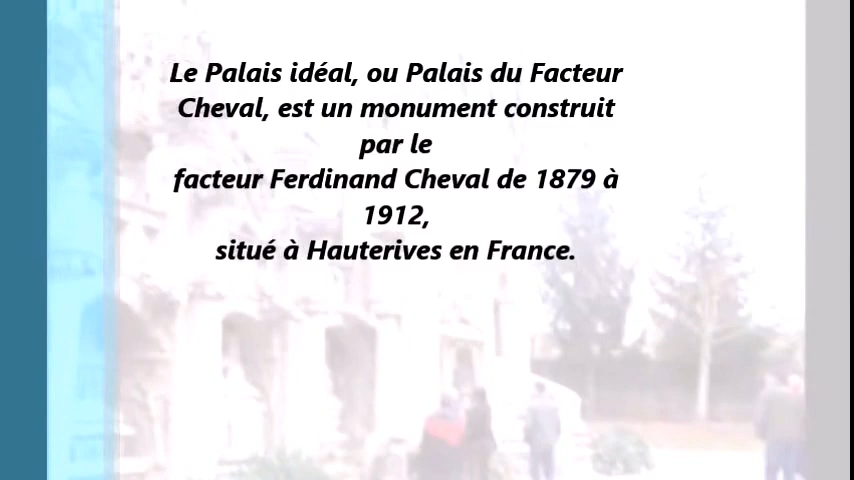 Le Palais idéal, ou Palais du Facteur
Cheval, est un monument construit
par le
facteur Ferdinand Cheval de 1879 à
1912,
situé à Hauterives en France.